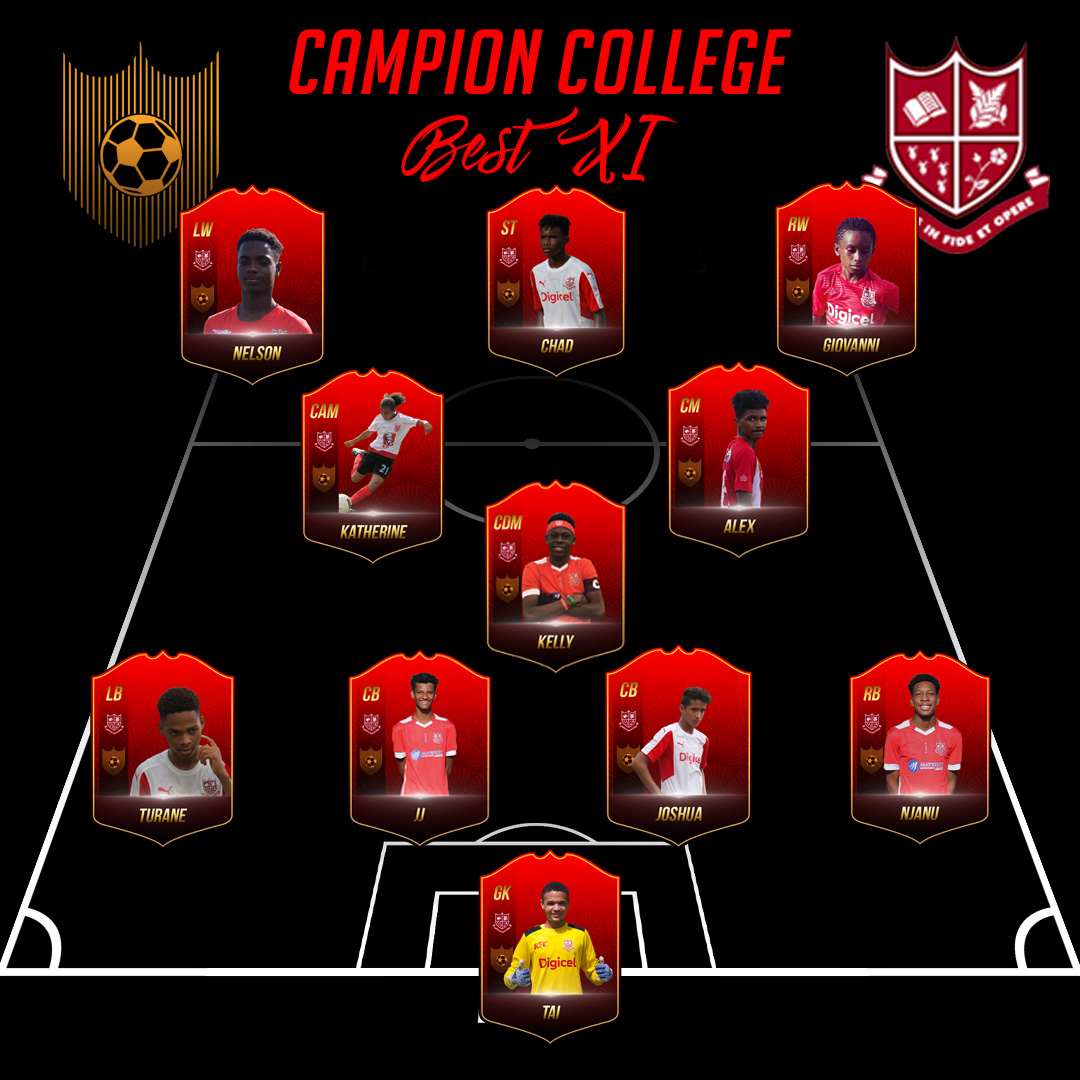 CAMPION COLLEGE
Best XI
IN FIDE ET OPERE
LW
NELSON
ST
Digicel
CHAD
RW
Digicel
GIOVANNI
CAM
21
KATHERINE
CM
ALEX
CDM
C
KELLY
LB
TURANE
CB
JJ
CB
Digicel
JOSHUA
RB
NJANU
GK
KFC
Digicel
TAI